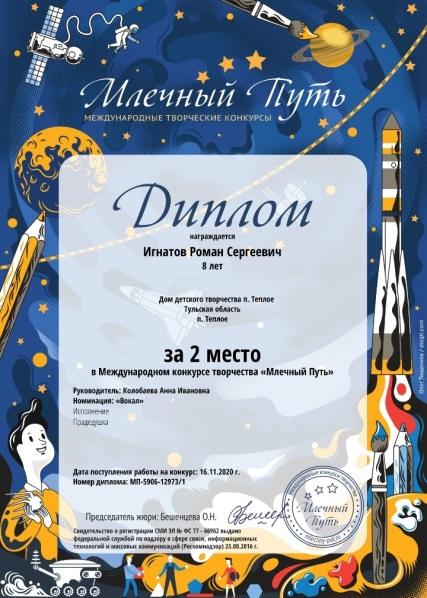 Млечный Путь
МЕЖДУНАРОДНЫЕ ТВОРЧЕСКИЕ КОНКУРСЫ
Диплом
награждается
Игнатов Роман Сергеевич
8 лет
Дом детского творчества п. Теплое
Тульская область
п. Теплое
за 2 место
в Международном конкурсе творчества «Млечный Путь»
Руководитель: Колобаева Анна Ивановна
Номинация: «Вокал»
Исполнение
Прадедушка
Дата поступления работы на конкурс: 16.11.2020 г.
Номер диплома: МП-5906-12973/1
Председатель жюри: Бешенцева О.Н.
Свидетельство о регистрации СМИ ЭЛ № ФС 77 - 66962 выдано
федеральной службой по надзору в сфере связи, информационных
технологий и массовых коммуникаций (Роскомнадзор) 25.08.2016 г.
Млечный
Путь
mlechny-put.ru